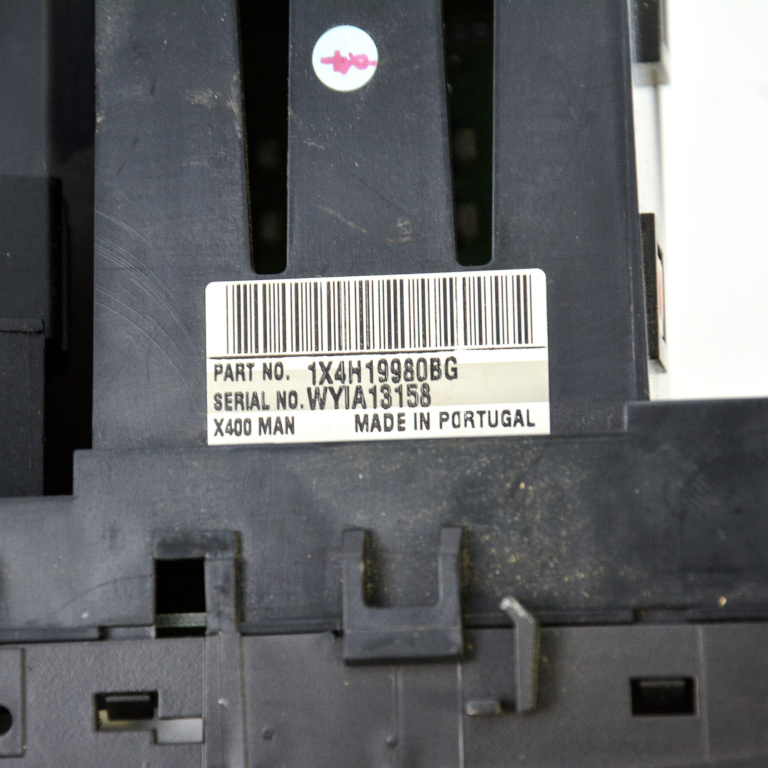 PART NO. 1X4H19980BG
SERIAL NO. WYIA13158
X400 MAN MADE IN PORTUGAL